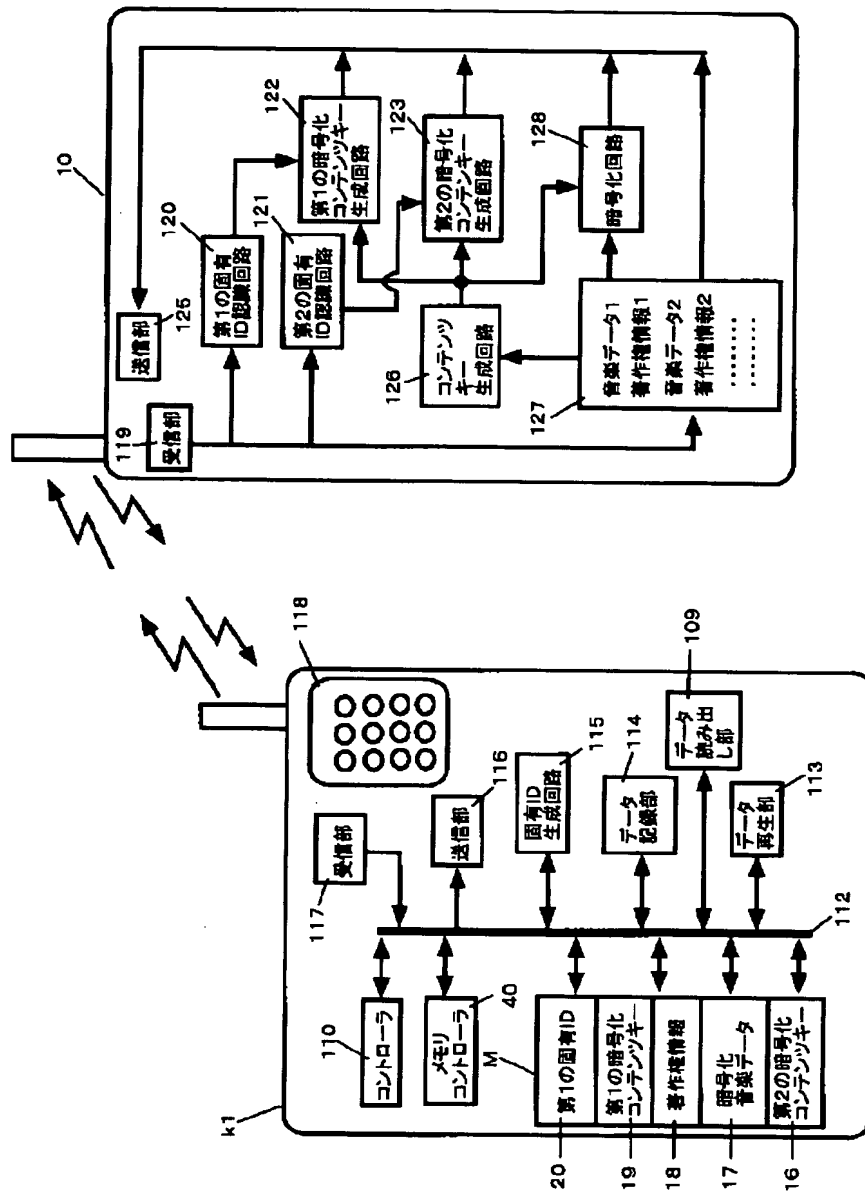 10
119
受信部
送信部
125
120
第1の固有
ID認識回路
121
第2の固有
ID認識回路
122
第1の暗号化
コンテンツキー
生成回路
123
第2の暗号化
コンテンキー
生成回路
126
コンテンツ
キー
生成回路
128
暗号化回路
127
音楽データ1
著作権情報1
音楽データ2
著作権情報2
………
………
k1
118
117
受信部
116
送信部
115
固有ID
生成回路
114
データ
記録部
109
データ
読み出し部
113
データ
再生部
112
110
コントローラ
40
メモリ
コントローラ
M
第1の固有ID
20
第1の暗号化
コンテンツキー
19
著作権情報
18
暗号化
音楽データ
17
第2の暗号化
コンテンツキー
16